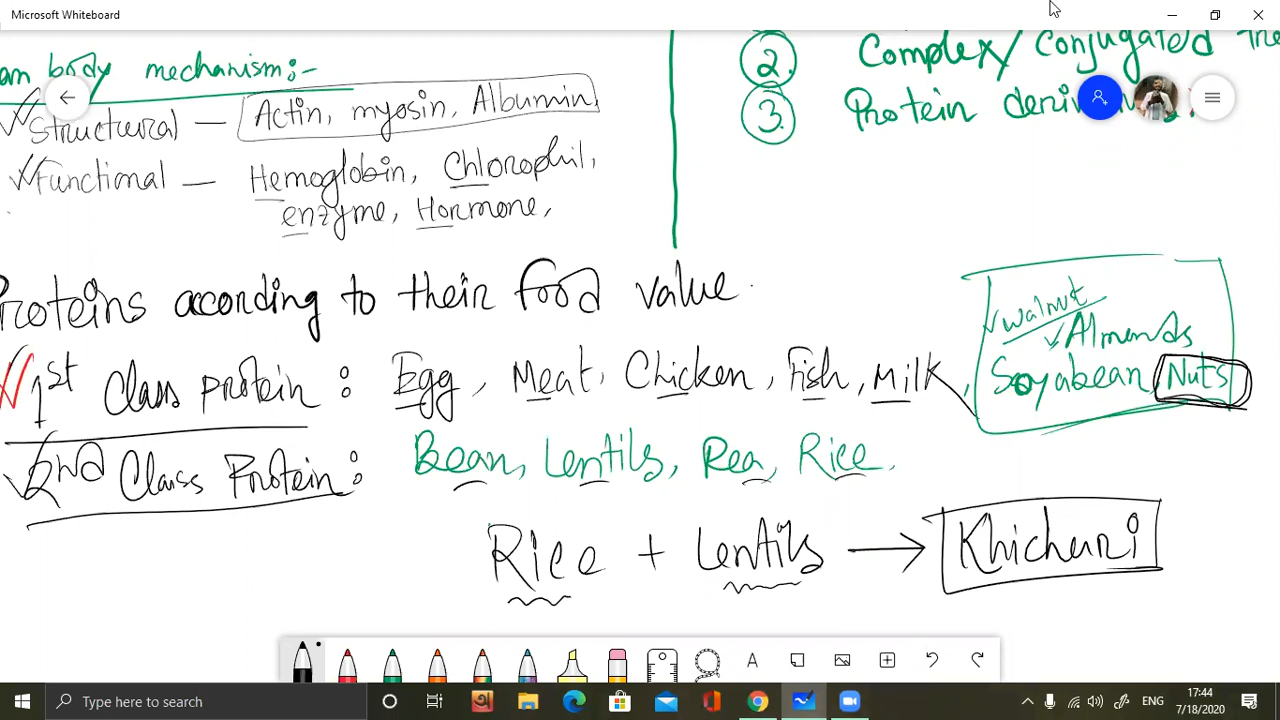 Microsoft Whiteboard
an body mechanism:-
Structural — Actin, myosin, Albumin
Functional — Hemoglobin, Chlorophil,
enzyme, Hormone,
2. Complex/Conjugated
3. Protein
Proteins according to their food value.
1st Class protein : Egg, Meat, Chicken, Fish, Milk,
walnut
Almonds
Soyabean, Nuts
2nd Class Protein : Bean, Lentils, Pea, Rice.
Rice + Lentils → Khichuri
A
Type here to search
ENG
17:44
7/18/2020